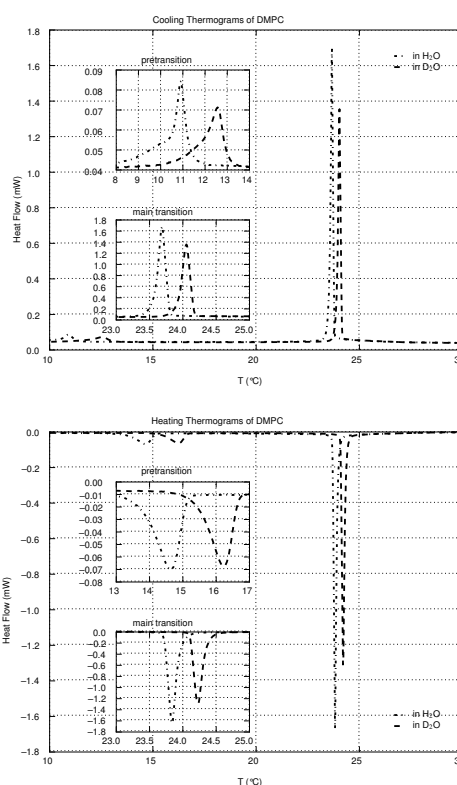 Cooling Thermograms of DMPC
1.8
1.6
1.4
1.2
1.0
0.8
0.6
0.4
0.2
0.0
Heat Flow (mW)
10 15 20 25 30
T (°C)
in H₂O
in D₂O
pretransition
0.09
0.08
0.07
0.06
0.05
0.04
8 9 10 11 12 13 14
main transition
1.8
1.6
1.4
1.2
1.0
0.8
0.6
0.4
0.2
0.0
23.0 23.5 24.0 24.5 25.0
Heating Thermograms of DMPC
0.0
−0.2
−0.4
−0.6
−0.8
−1.0
−1.2
−1.4
−1.6
−1.8
Heat Flow (mW)
10 15 20 25
T (°C)
in H₂O
in D₂O
pretransition
0.00
−0.01
−0.02
−0.03
−0.04
−0.05
−0.06
−0.07
−0.08
13 14 15 16 17
main transition
0.0
−0.2
−0.4
−0.6
−0.8
−1.0
−1.2
−1.4
−1.6
−1.8
23.0 23.5 24.0 24.5 25.0